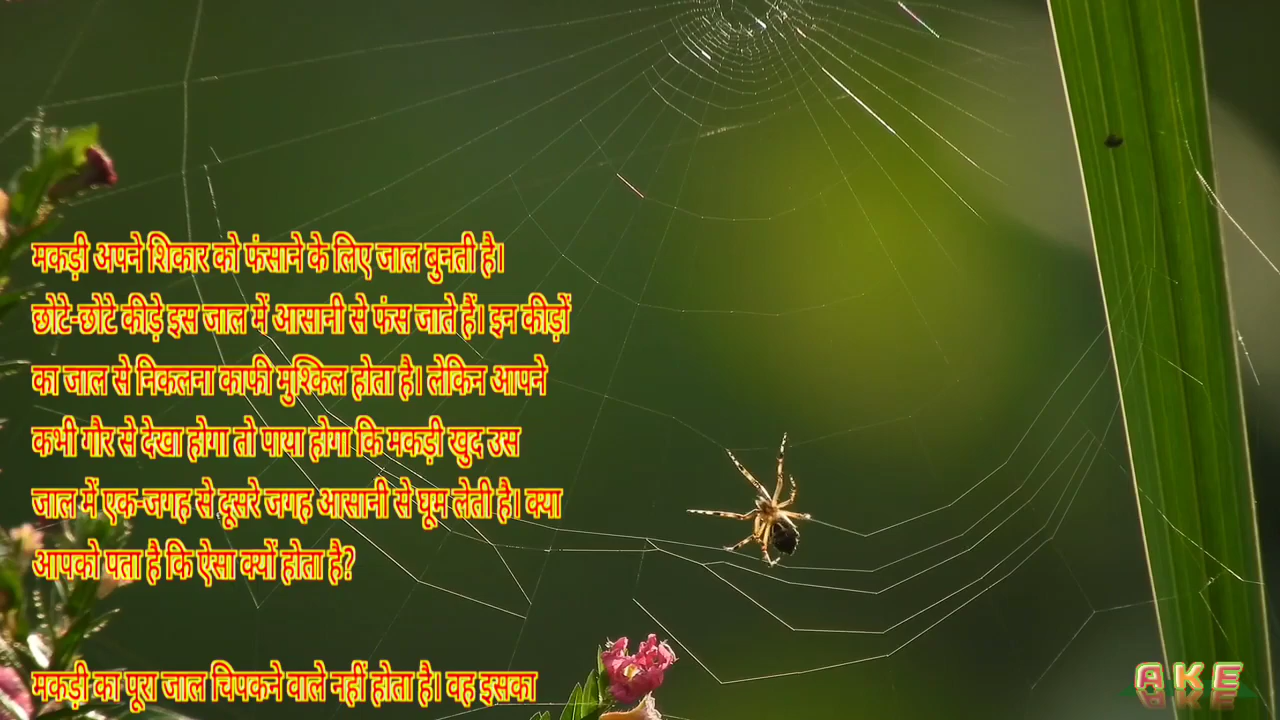 मकड़ी अपने शिकार को फंसाने के लिए जाल बुनती है।
छोटे-छोटे कीड़े इस जाल में आसानी से फंस जाते हैं। इन कीड़ों
का जाल से निकलना काफी मुश्किल होता है। लेकिन आपने
कभी गौर से देखा होगा तो पाया होगा कि मकड़ी खुद उस
जाल में एक-जगह से दूसरे जगह आसानी से घूम लेती है। क्या
आपको पता है कि ऐसा क्यों होता है?
मकड़ी का पूरा जाल चिपकने वाले नहीं होता है। वह इसका
AKE